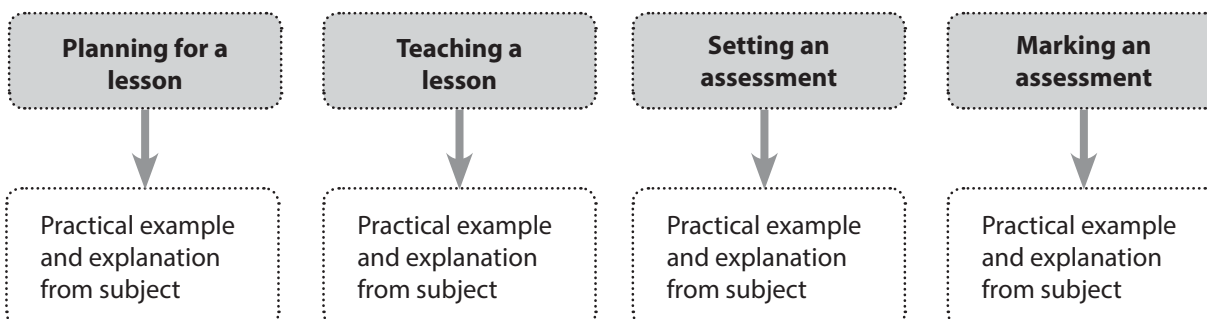 Planning for a
lesson
Teaching a
lesson
Setting an
assessment
Marking an
assessment
Practical example
and explanation
from subject
Practical example
and explanation
from subject
Practical example
and explanation
from subject
Practical example
and explanation
from subject